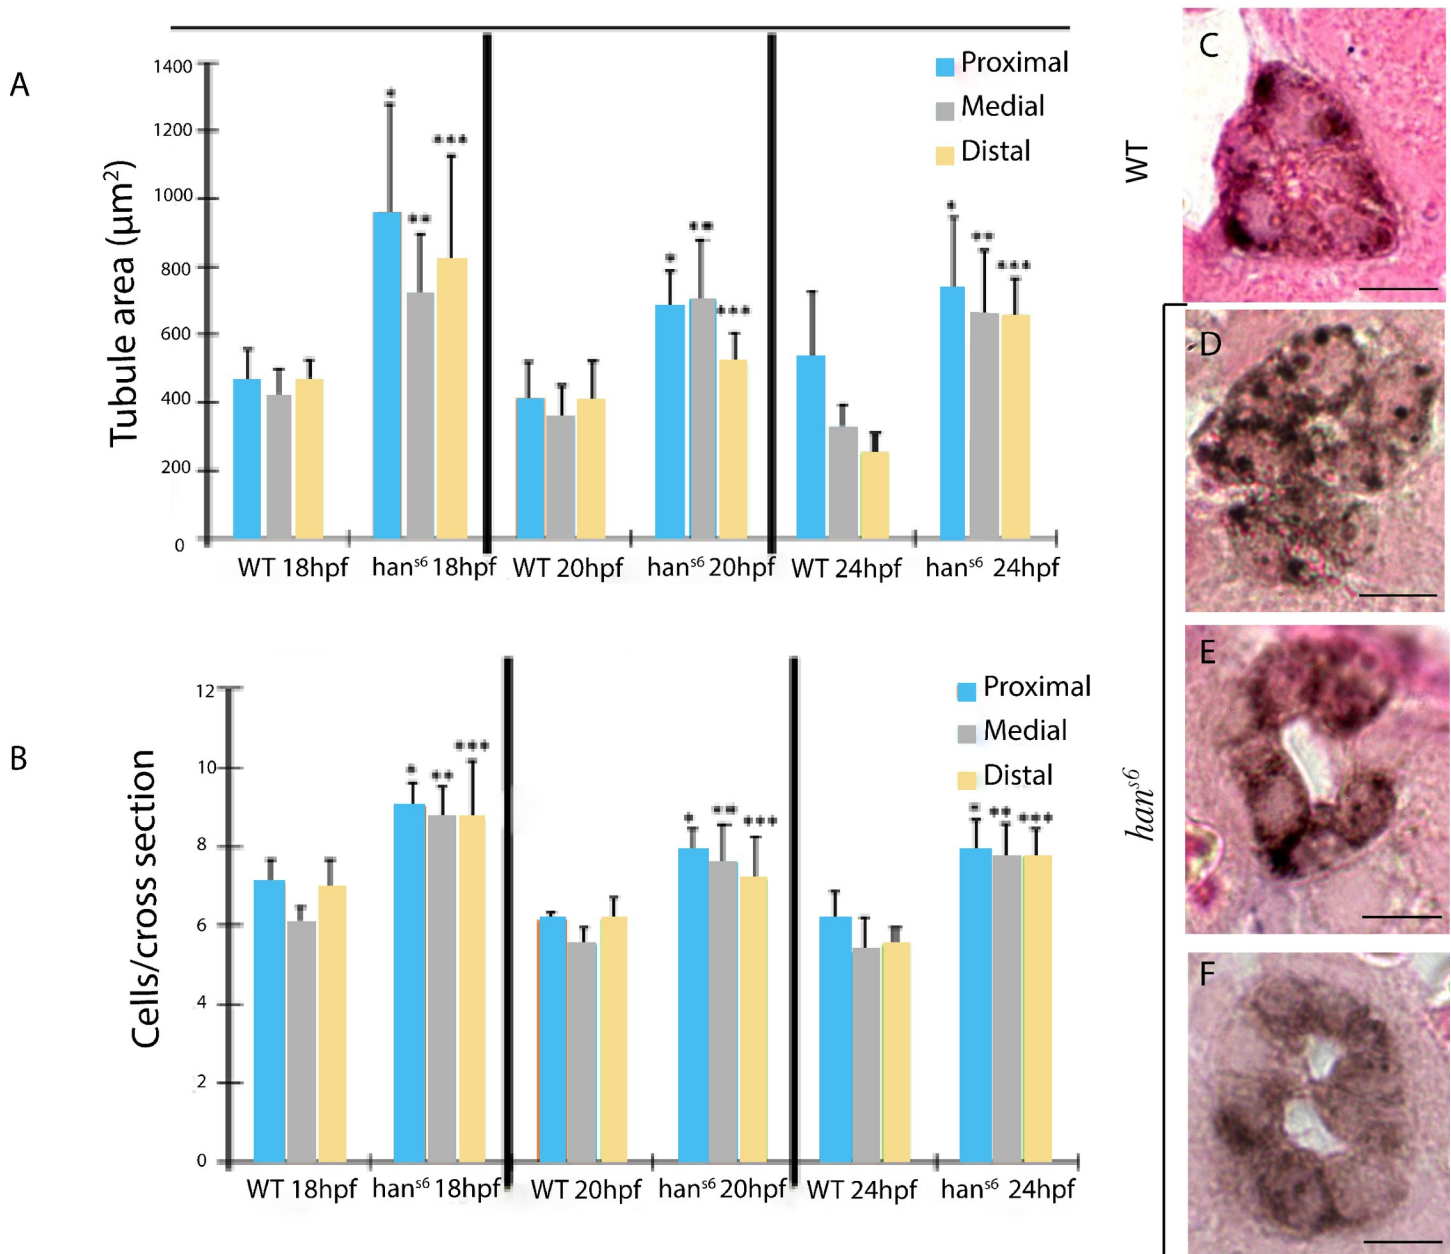 A
Tubule area (µm²)
1400
1200
1000
800
600
400
200
0
Proximal
Medial
Distal
*
**
***
*
**
***
*
**
***
WT 18hpf
hanˢ⁶ 18hpf
WT 20hpf
hanˢ⁶ 20hpf
WT 24hpf
hanˢ⁶ 24hpf
B
Cells/cross section
12
10
8
6
4
2
0
Proximal
Medial
Distal
*
**
***
*
**
***
*
**
***
WT 18hpf
hanˢ⁶ 18hpf
WT 20hpf
hanˢ⁶ 20hpf
WT 24hpf
hanˢ⁶ 24hpf
WT
C
hanˢ⁶
D
E
F